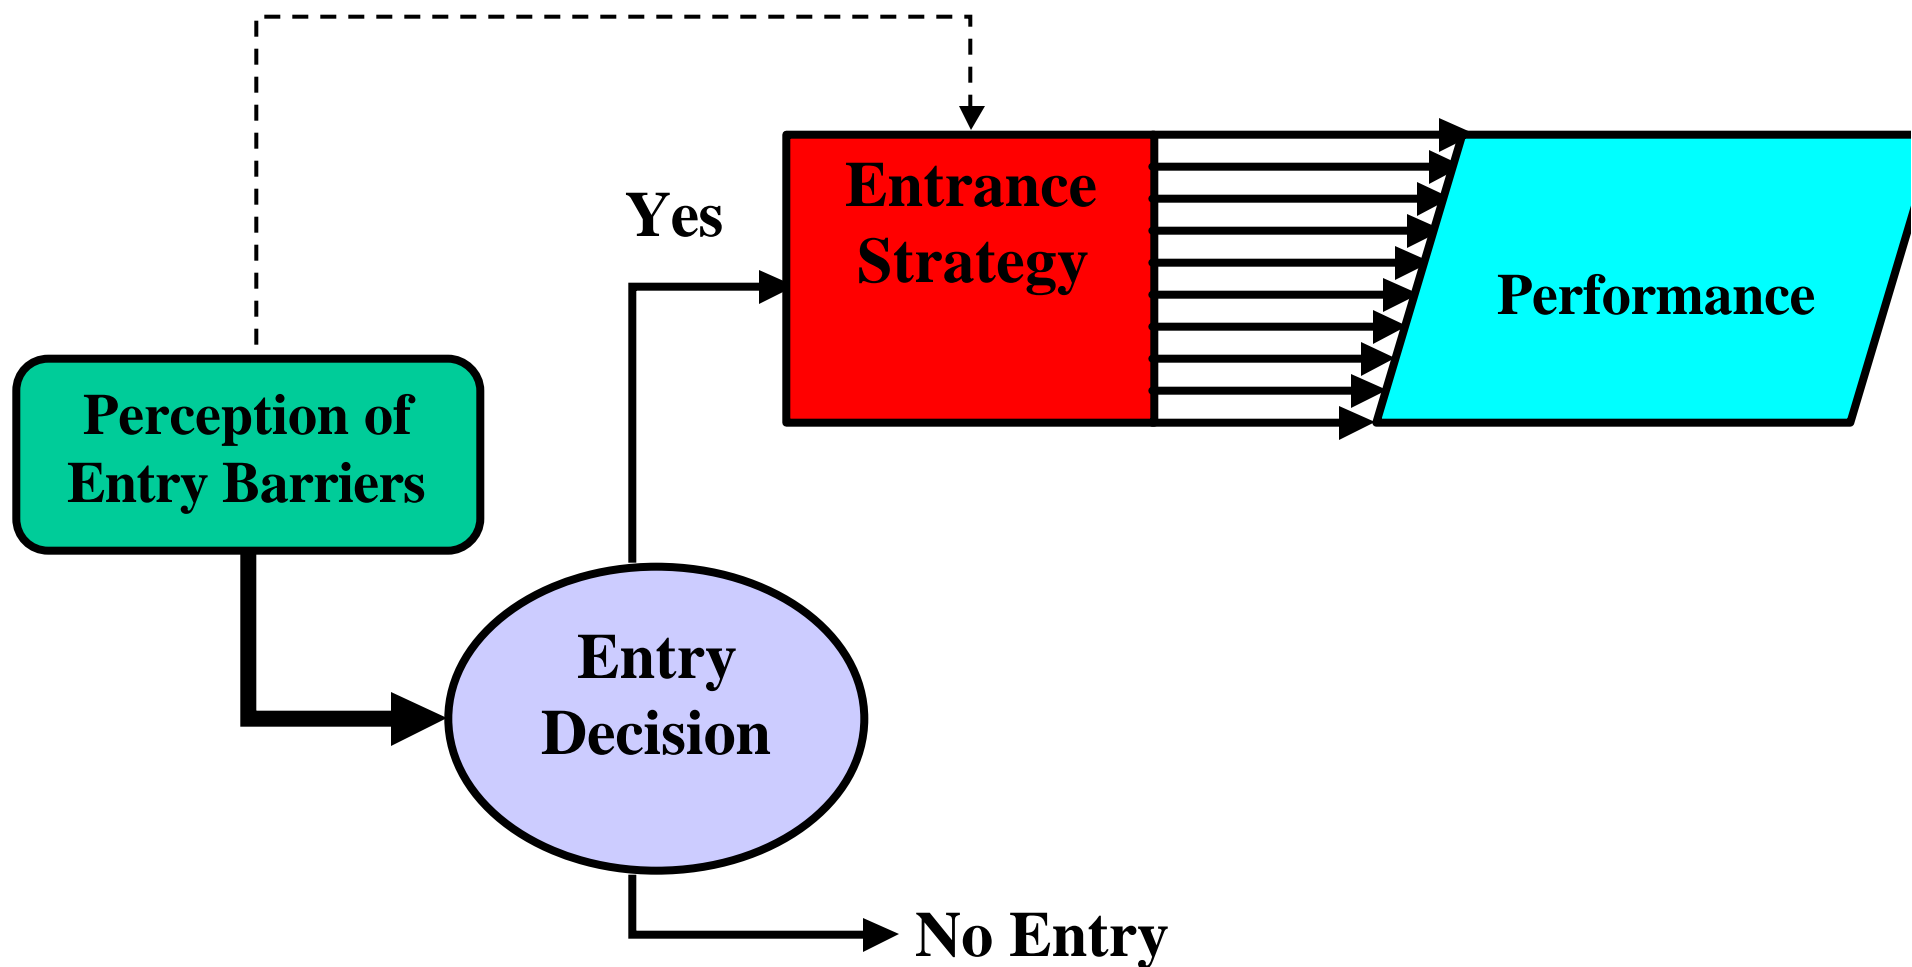 Entrance
Strategy
Yes
Performance
Perception of
Entry Barriers
Entry
Decision
No Entry